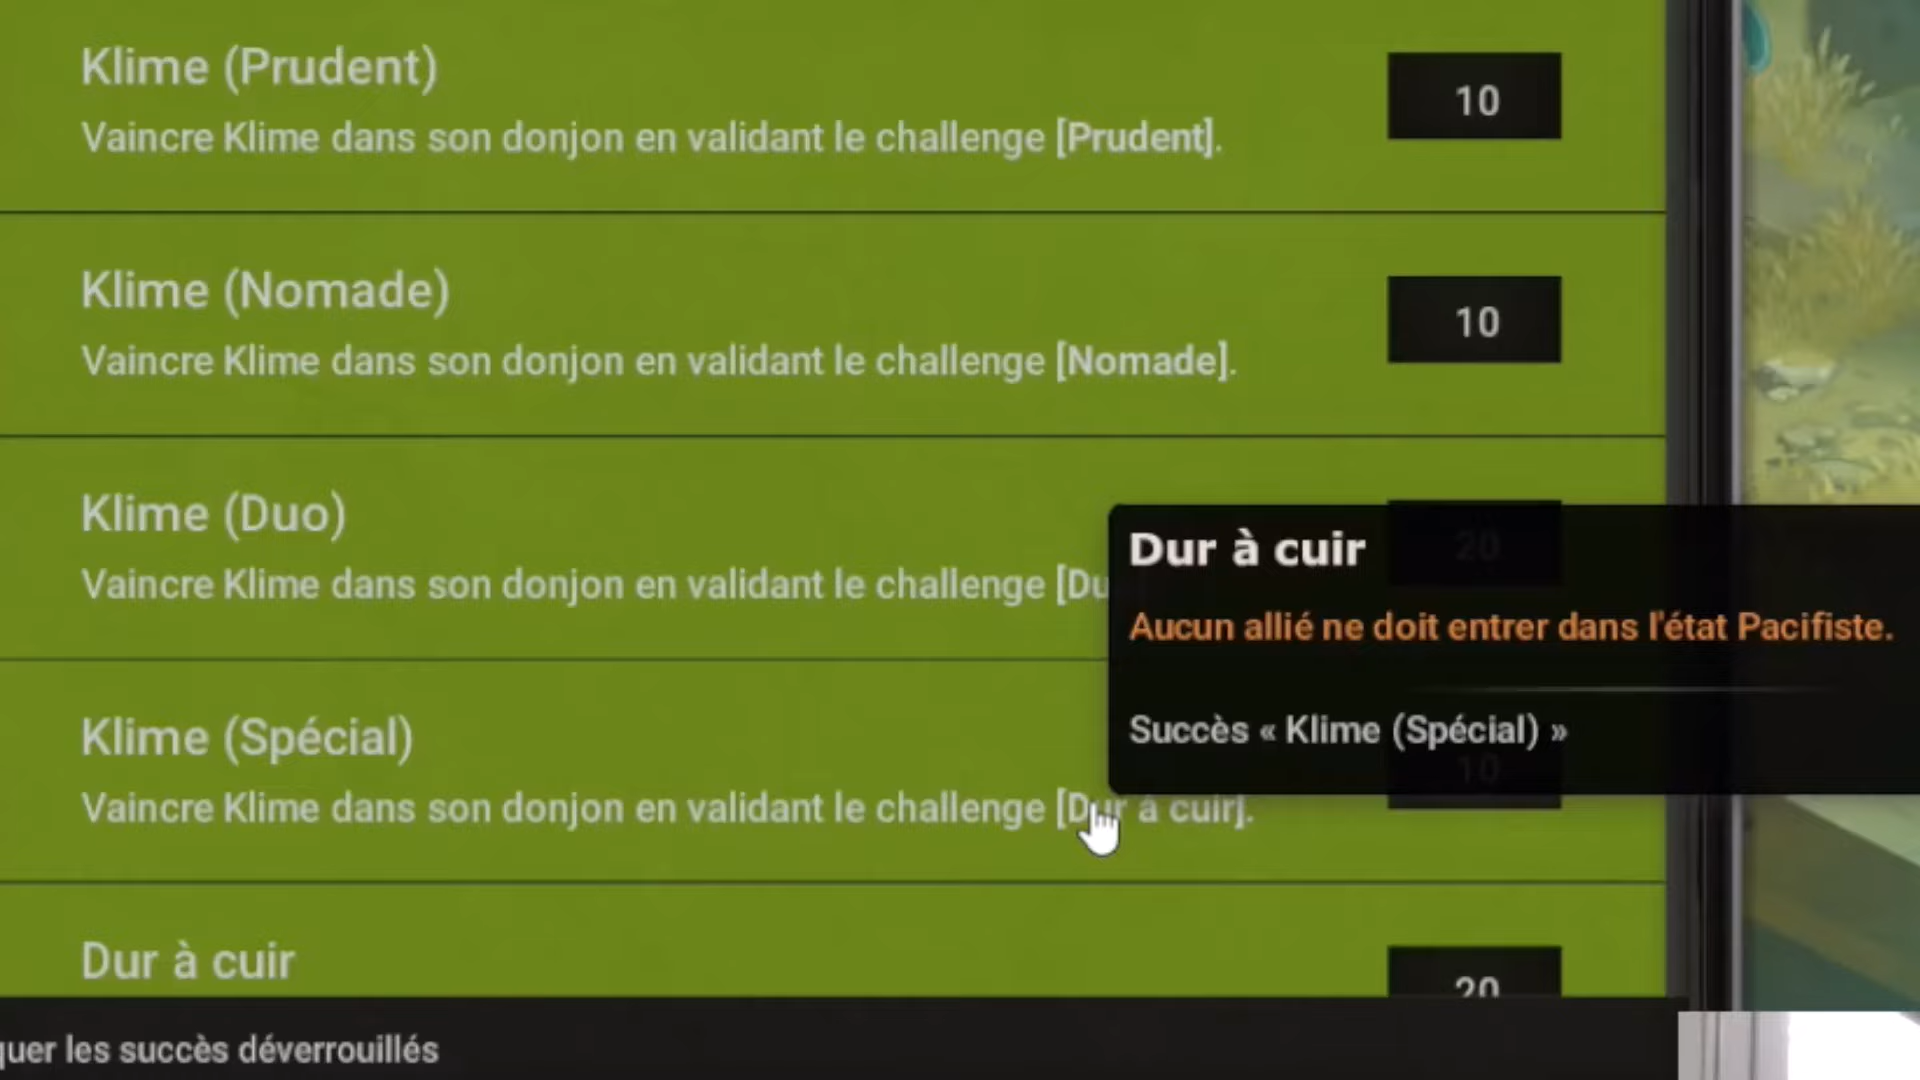 Klime (Prudent)
10
Vaincre Klime dans son donjon en validant le challenge [Prudent].
Klime (Nomade)
10
Vaincre Klime dans son donjon en validant le challenge [Nomade].
Klime (Duo)
20
Vaincre Klime dans son donjon en validant le challenge [Du
Dur à cuir
Aucun allié ne doit entrer dans l'état Pacifiste.
Succès « Klime (Spécial) »
Klime (Spécial)
10
Vaincre Klime dans son donjon en validant le challenge [Dur à cuir].
Dur à cuir
20
quer les succès déverrouillés